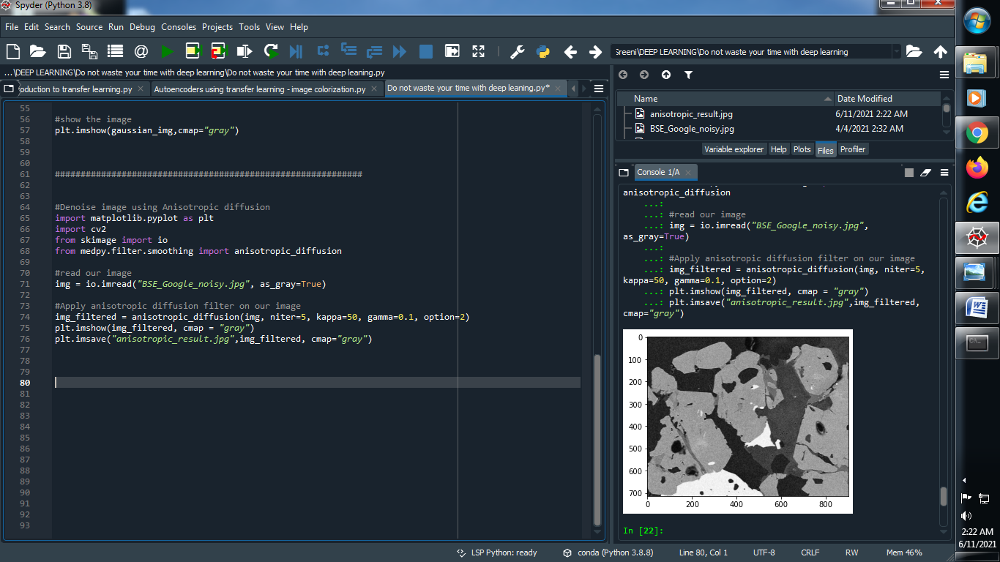 Spyder (Python 3.8)
File Edit Search Source Run Debug Consoles Projects Tools View Help
\DEEP LEARNING\Do not waste your time with deep learning
...\DEEP LEARNING\Do not waste your time with deep learning\Do not waste your time with deep leaning.py
oduction to transfer learning.py
Autoencoders using transfer learning - image colorization.py
Do not waste your time with deep leaning.py*
55
56 #show the image
57 plt.imshow(gaussian_img,cmap="gray")
58
59
60
61 ############################################################
62
63
64 #Denoise image using Anisotropic diffusion
65 import matplotlib.pyplot as plt
66 import cv2
67 from skimage import io
68 from medpy.filter.smoothing import anisotropic_diffusion
69
70 #read our image
71 img = io.imread("BSE_Google_noisy.jpg", as_gray=True)
72
73 #Apply anisotropic diffusion filter on our image
74 img_filtered = anisotropic_diffusion(img, niter=5, kappa=50, gamma=0.1, option=2)
75 plt.imshow(img_filtered, cmap = "gray")
76 plt.imsave("anisotropic_result.jpg",img_filtered, cmap="gray")
77
78
79
80
81
82
83
84
85
86
87
88
89
90
91
92
93
Name Date Modified
anisotropic_result.jpg 6/11/2021 2:22 AM
BSE_Google_noisy.jpg 4/4/2021 2:32 AM
Variable explorer Help Plots Files Profiler
Console 1/A
anisotropic_diffusion
...:
...: #read our image
...: img = io.imread("BSE_Google_noisy.jpg",
as_gray=True)
...:
...: #Apply anisotropic diffusion filter on our image
...: img_filtered = anisotropic_diffusion(img, niter=5,
kappa=50, gamma=0.1, option=2)
...: plt.imshow(img_filtered, cmap = "gray")
...: plt.imsave("anisotropic_result.jpg",img_filtered,
cmap="gray")
0
100
200
300
400
500
600
700
0 200 400 600 800
In [22]:
LSP Python: ready conda (Python 3.8.8) Line 80, Col 1 UTF-8 CRLF RW Mem 46%
2:22 AM
6/11/2021